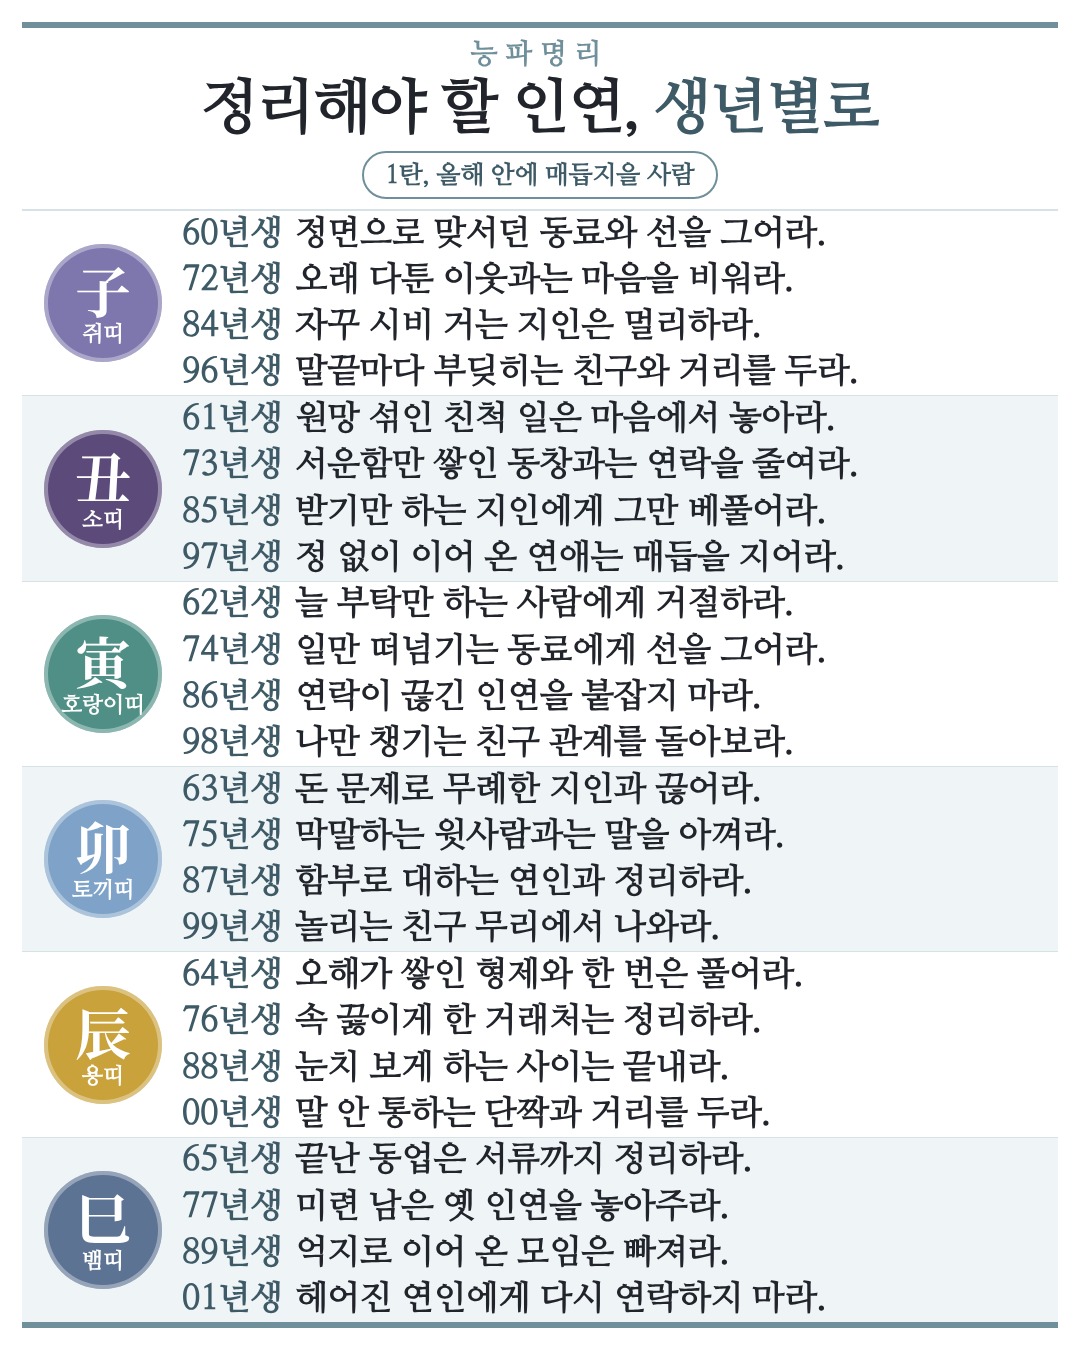 능파명리
정리해야 할 인연, 생년별로
1탄, 올해 안에 매듭지을 사람
子
쥐띠
60년생 정면으로 맞서던 동료와 선을 그어라.
72년생 오래 다툰 이웃과는 마음을 비워라.
84년생 자꾸 시비 거는 지인은 멀리하라.
96년생 말끝마다 부딪히는 친구와 거리를 두라.
丑
소띠
61년생 원망 섞인 친척 일은 마음에서 놓아라.
73년생 서운함만 쌓인 동창과는 연락을 줄여라.
85년생 받기만 하는 지인에게 그만 베풀어라.
97년생 정 없이 이어 온 연애는 매듭을 지어라.
寅
호랑이띠
62년생 늘 부탁만 하는 사람에게 거절하라.
74년생 일만 떠넘기는 동료에게 선을 그어라.
86년생 연락이 끊긴 인연을 붙잡지 마라.
98년생 나만 챙기는 친구 관계를 돌아보라.
卯
토끼띠
63년생 돈 문제로 무례한 지인과 끊어라.
75년생 막말하는 윗사람과는 말을 아껴라.
87년생 함부로 대하는 연인과 정리하라.
99년생 놀리는 친구 무리에서 나와라.
辰
용띠
64년생 오해가 쌓인 형제와 한 번은 풀어라.
76년생 속 끓이게 한 거래처는 정리하라.
88년생 눈치 보게 하는 사이는 끝내라.
00년생 말 안 통하는 단짝과 거리를 두라.
巳
뱀띠
65년생 끝난 동업은 서류까지 정리하라.
77년생 미련 남은 옛 인연을 놓아주라.
89년생 억지로 이어 온 모임은 빠져라.
01년생 헤어진 연인에게 다시 연락하지 마라.